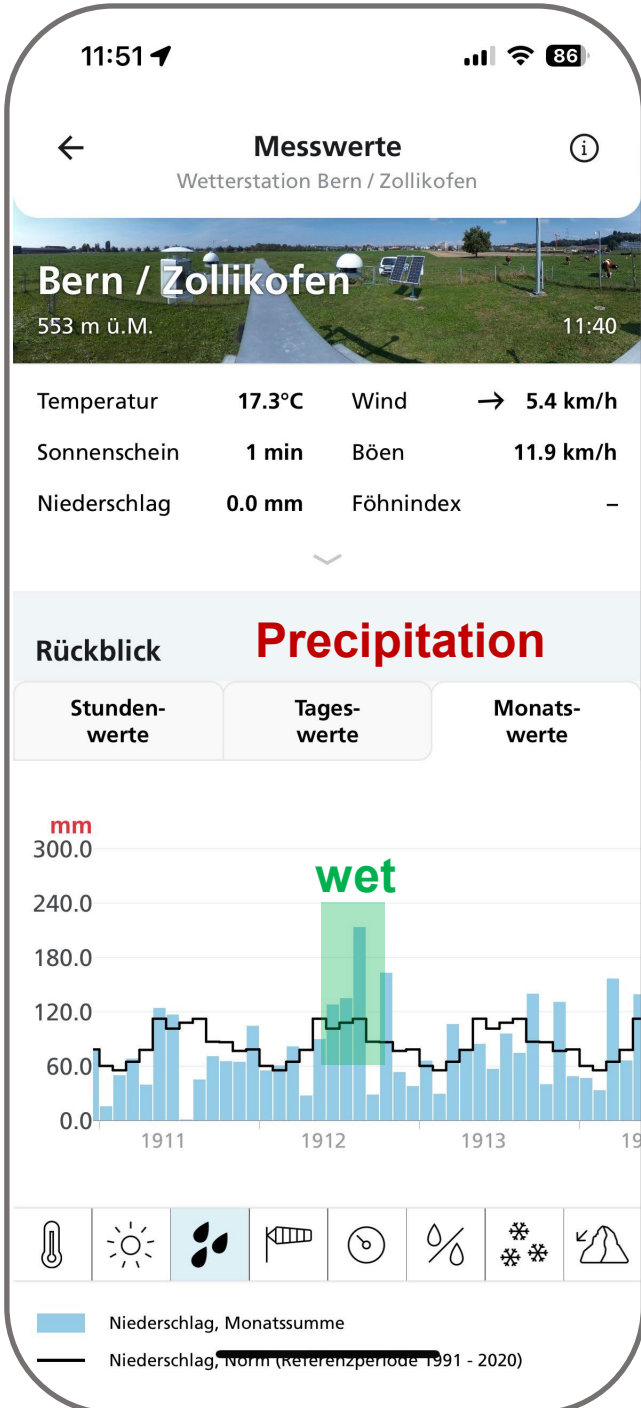 11:51
86
Messwerte
Wetterstation Bern / Zollikofen
Bern / Zollikofen
553 m ü.M.
11:40
Temperatur 17.3°C Wind → 5.4 km/h
Sonnenschein 1 min Böen 11.9 km/h
Niederschlag 0.0 mm Föhnindex –
Rückblick
Precipitation
Stunden-
werte
Tages-
werte
Monats-
werte
mm
300.0
wet
240.0
180.0
120.0
60.0
0.0
1911 1912 1913 19
Niederschlag, Monatssumme
Niederschlag, Norm (Referenzperiode 1991 - 2020)